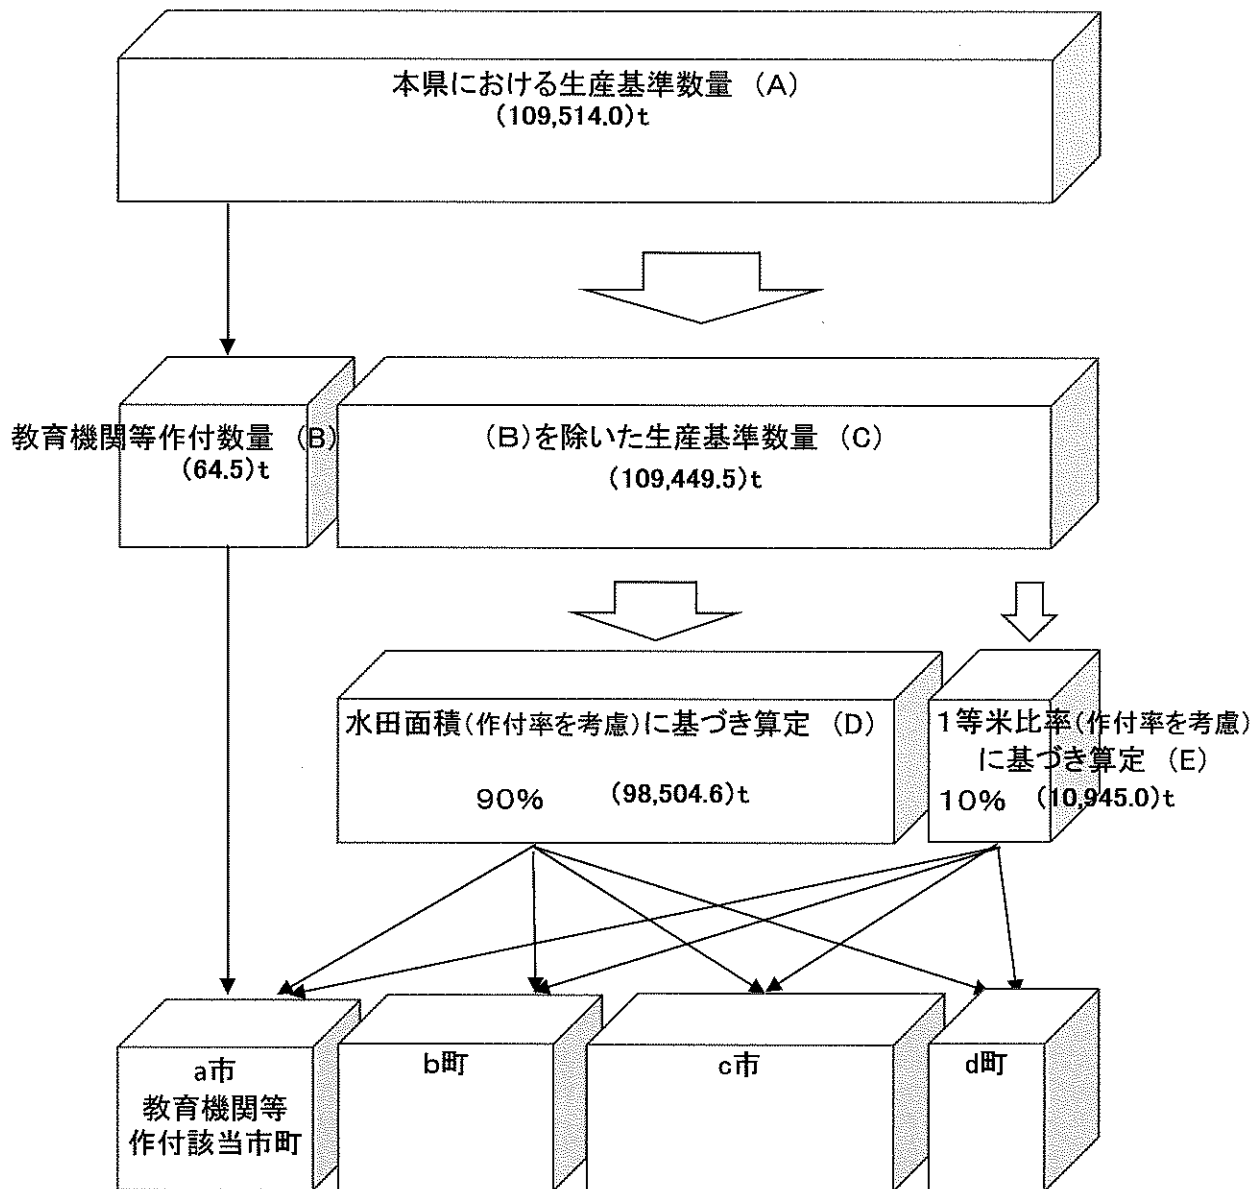 本県における生産基準数量 (A)
(109,514.0)t
教育機関等作付数量 (B)
(64.5)t
(B)を除いた生産基準数量 (C)
(109,449.5)t
水田面積(作付率を考慮)に基づき算定 (D)
90% (98,504.6)t
1等米比率(作付率を考慮)
に基づき算定 (E)
10% (10,945.0)t
a市
教育機関等
作付該当市町
b町
c市
d町